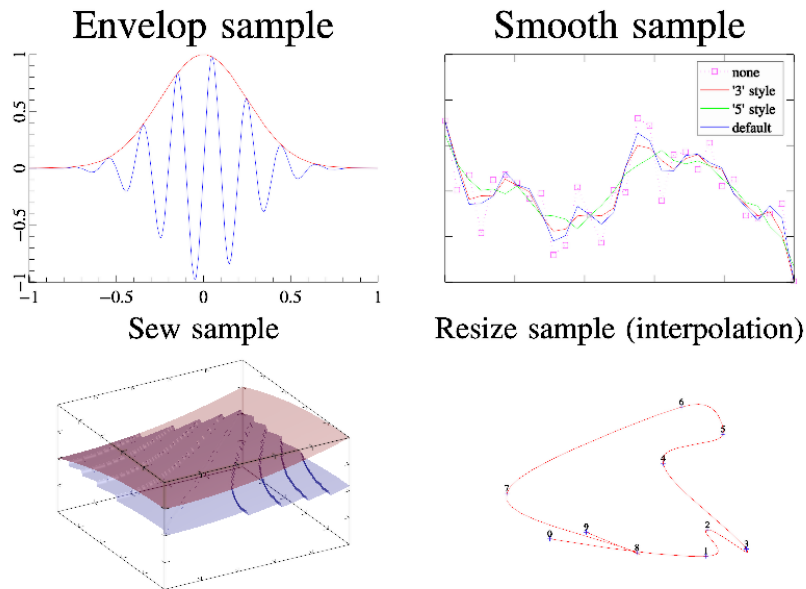 Envelop sample
1
0.5
0
−0.5
−1
−1
−0.5
0
0.5
1
Smooth sample
none
'3' style
'5' style
default
Sew sample
Resize sample (interpolation)
6
5
4
7
9
0
8
2
1
3